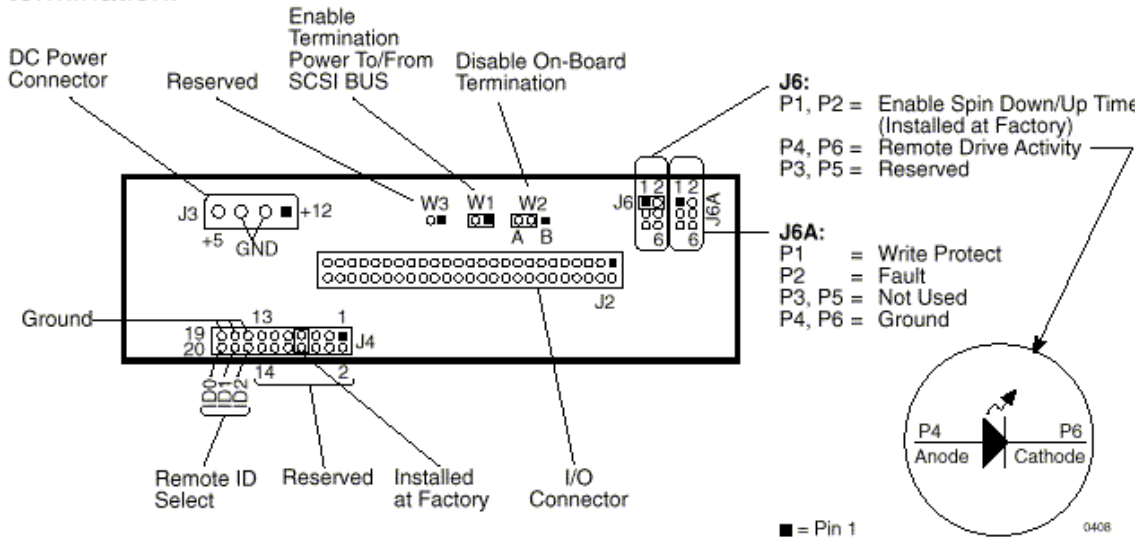 Enable
Termination
Power To/From
SCSI BUS
DC Power
Connector
Reserved
Disable On-Board
Termination
J6:
P1, P2 = Enable Spin Down/Up Time
(Installed at Factory)
P4, P6 = Remote Drive Activity
P3, P5 = Reserved
J3
+12
+5
GND
W3
W1
W2
A
B
J6
1 2
6
1 2
6
J6A
J6A:
P1 = Write Protect
P2 = Fault
P3, P5 = Not Used
P4, P6 = Ground
J2
Ground
19
20
13
1
J4
14
2
ID0
ID1
ID2
Remote ID
Select
Reserved
Installed
at Factory
I/O
Connector
P4
Anode
P6
Cathode
■ = Pin 1
0408